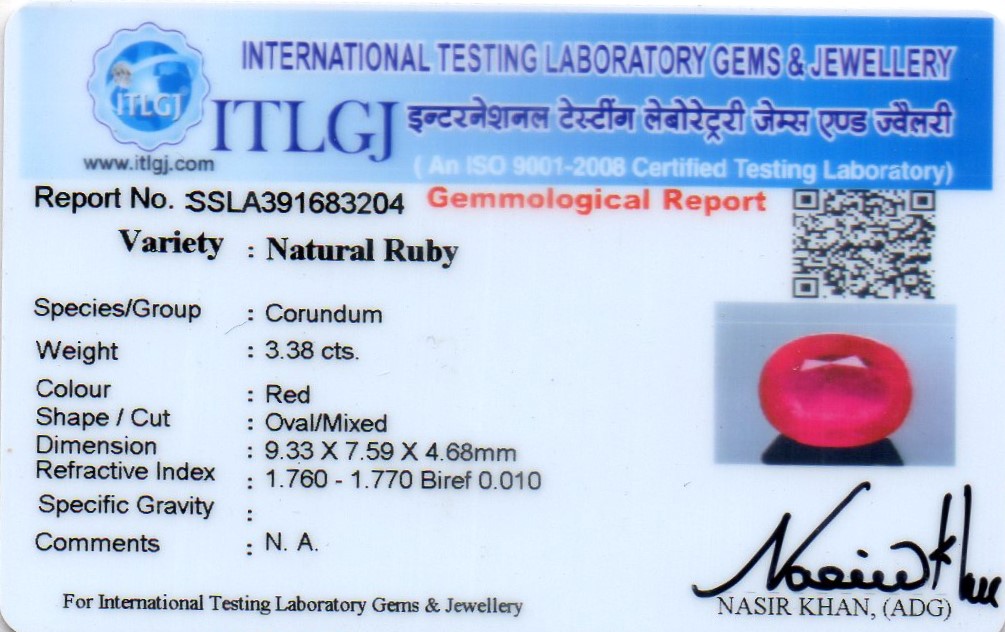 INTERNATIONAL TESTING LABORATORY GEMS & JEWELLERY
ITLGJ
ITLGJ इन्टरनेशनल टेस्टींग लेबोरेट्ररी जेम्स एण्ड ज्वैलरी
www.itlgj.com
( An ISO 9001-2008 Certified Testing Laboratory)
Report No. :SSLA391683204 Gemmological Report
Variety : Natural Ruby
Species/Group : Corundum
Weight : 3.38 cts.
Colour : Red
Shape / Cut : Oval/Mixed
Dimension : 9.33 X 7.59 X 4.68mm
Refractive Index : 1.760 - 1.770 Biref 0.010
Specific Gravity :
Comments : N. A.
Nasir Khan
For International Testing Laboratory Gems & Jewellery
NASIR KHAN, (ADG)